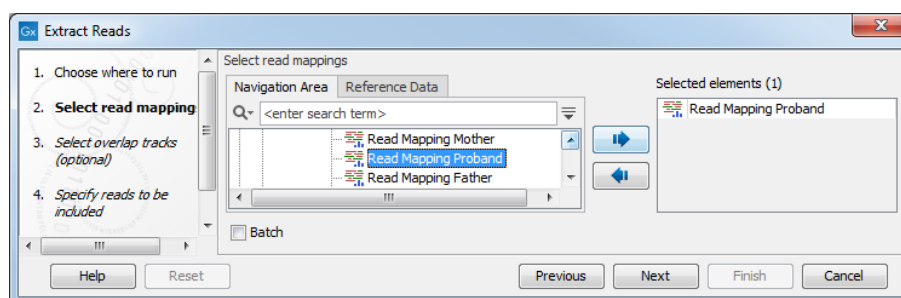 Gx Extract Reads
1. Choose where to run
2. Select read mapping
3. Select overlap tracks
(optional)
4. Specify reads to be
included
Select read mappings
Navigation Area Reference Data
<enter search term>
Read Mapping Mother
Read Mapping Proband
Read Mapping Father
Batch
Selected elements (1)
Read Mapping Proband
Help Reset Previous Next Finish Cancel